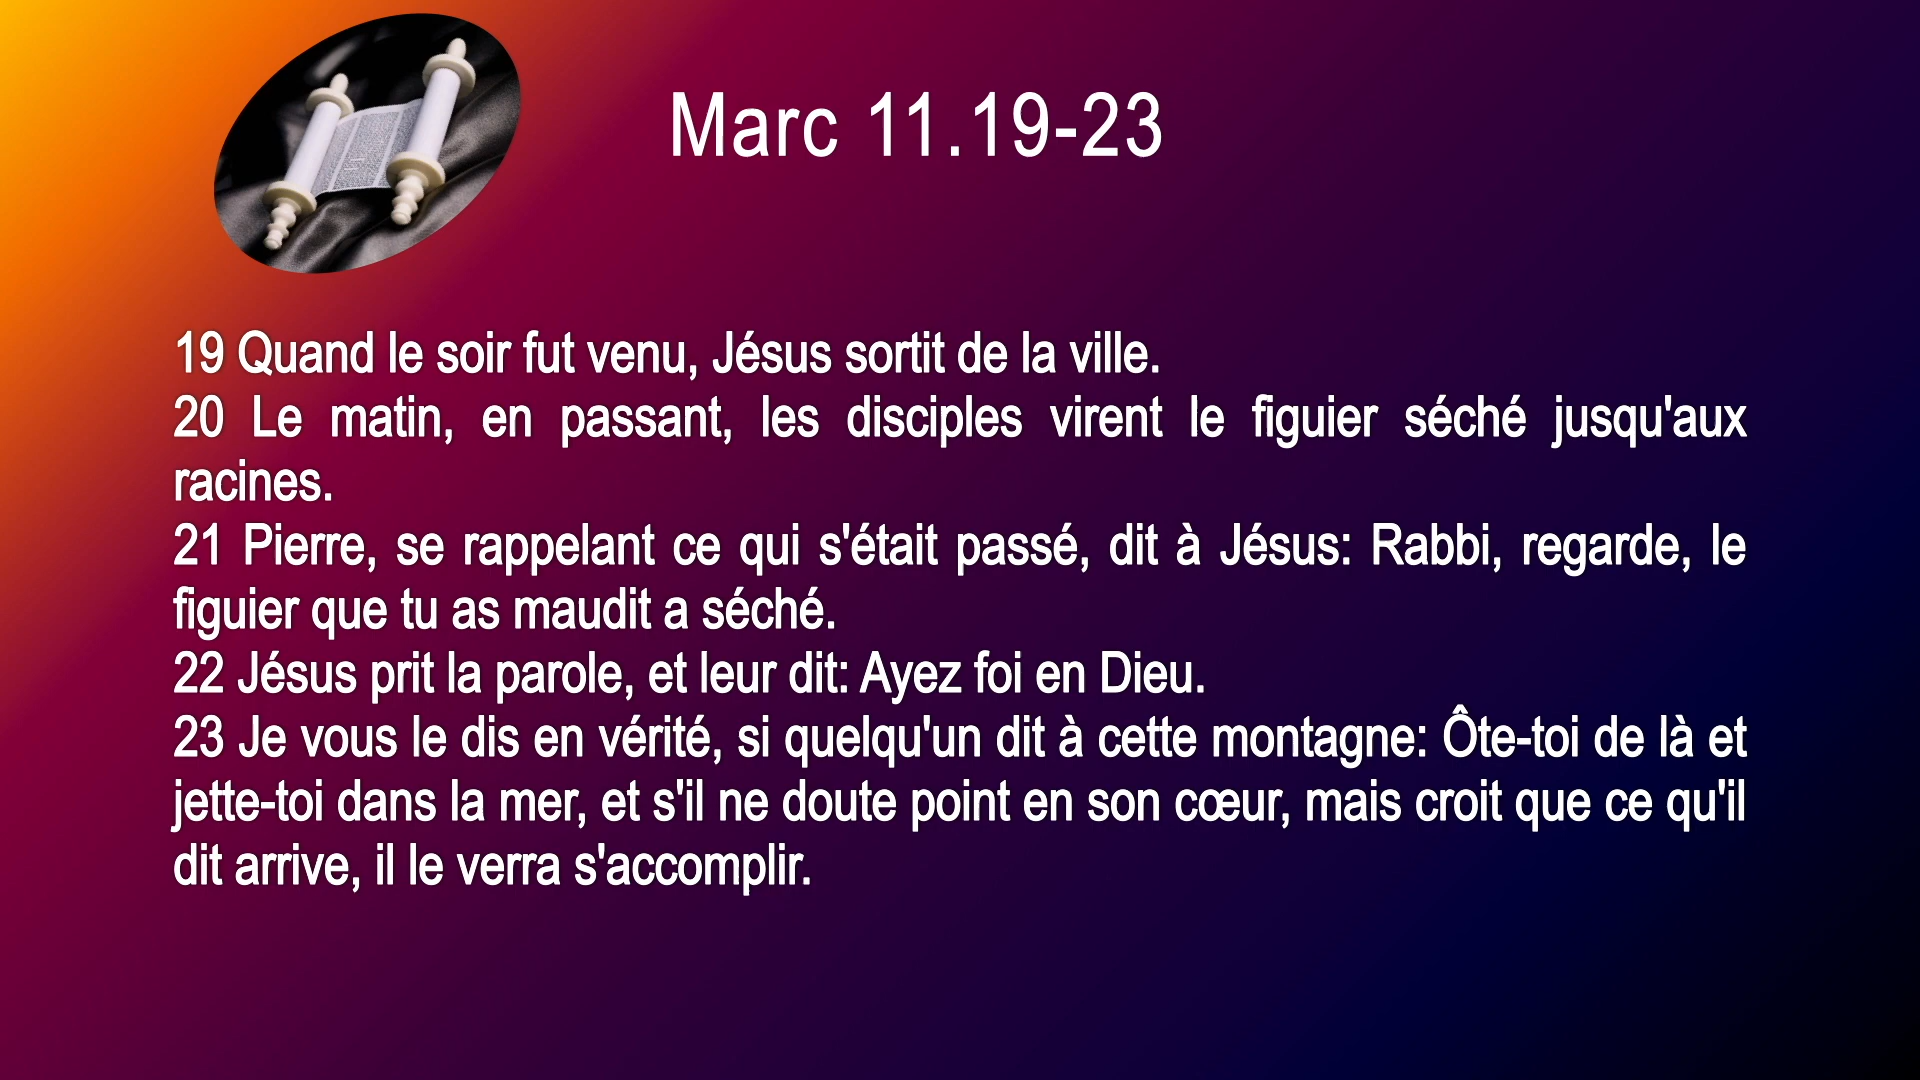 Marc 11.19-23
19 Quand le soir fut venu, Jésus sortit de la ville.
20 Le matin, en passant, les disciples virent le figuier séché jusqu'aux
racines.
21 Pierre, se rappelant ce qui s'était passé, dit à Jésus: Rabbi, regarde, le
figuier que tu as maudit a séché.
22 Jésus prit la parole, et leur dit: Ayez foi en Dieu.
23 Je vous le dis en vérité, si quelqu'un dit à cette montagne: Ôte-toi de là et
jette-toi dans la mer, et s'il ne doute point en son cœur, mais croit que ce qu'il
dit arrive, il le verra s'accomplir.